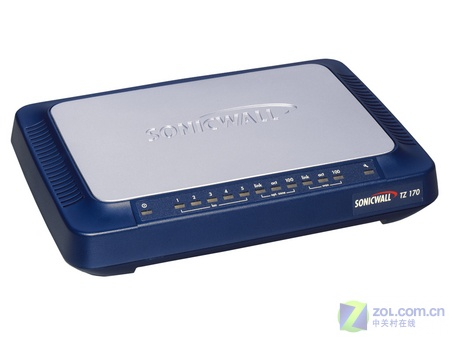 SONICWALL
1 2 3 4 5 link act 100 link act 100
SONICWALL TZ 170
Z zol.com.cn
中关村在线